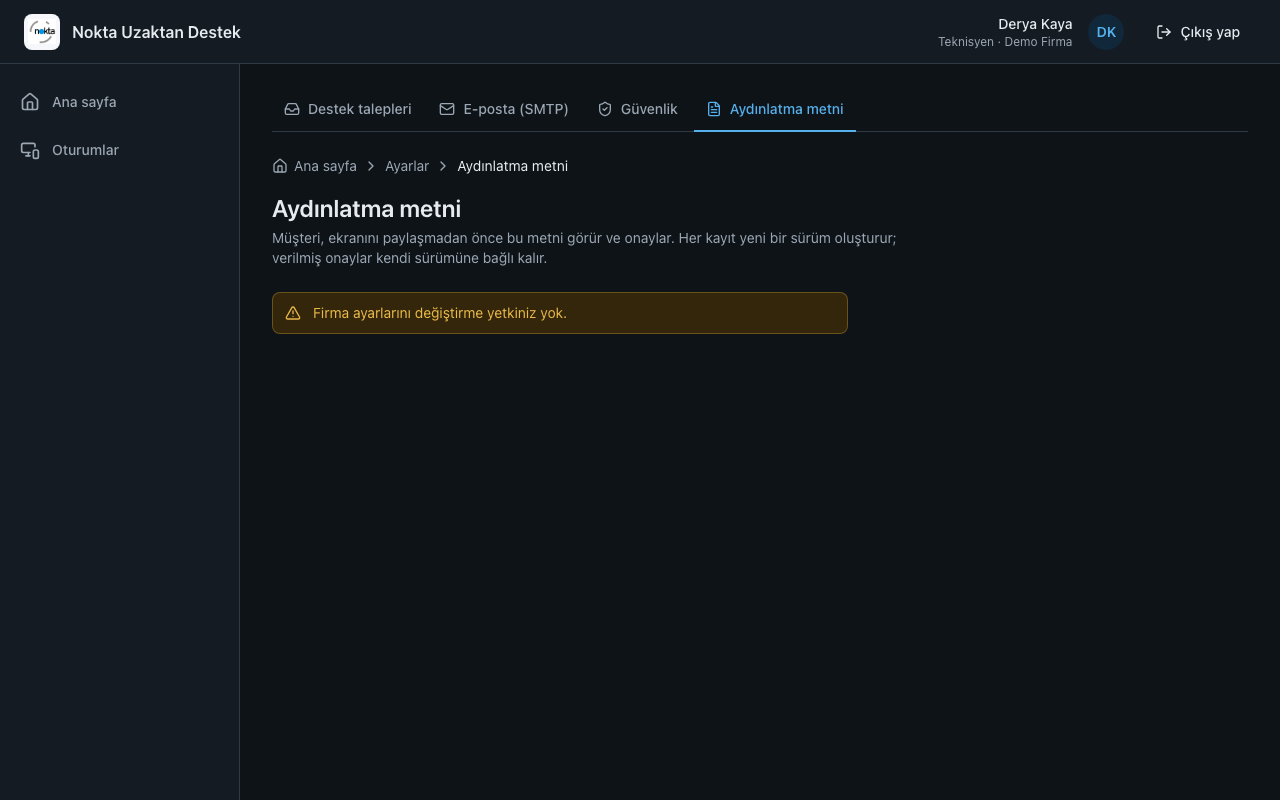 nokta
Nokta Uzaktan Destek
Derya Kaya
Teknisyen · Demo Firma
DK
Çıkış yap
Ana sayfa
Oturumlar
Destek talepleri
E-posta (SMTP)
Güvenlik
Aydınlatma metni
Ana sayfa
Ayarlar
Aydınlatma metni
Aydınlatma metni
Müşteri, ekranını paylaşmadan önce bu metni görür ve onaylar. Her kayıt yeni bir sürüm oluşturur;
verilmiş onaylar kendi sürümüne bağlı kalır.
Firma ayarlarını değiştirme yetkiniz yok.